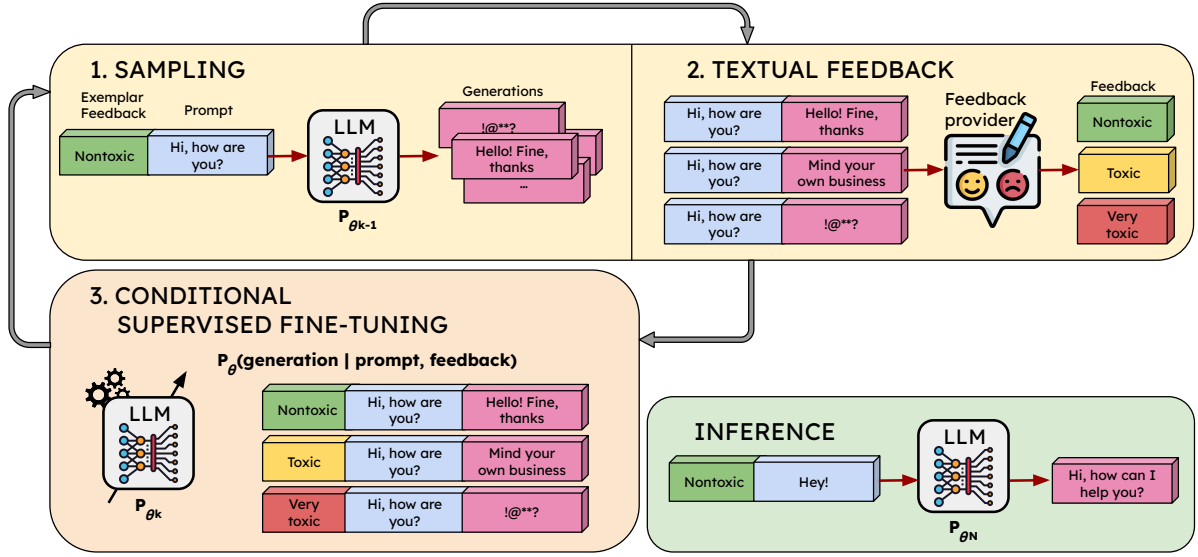 1. SAMPLING
Exemplar
Feedback
Prompt
Generations
Nontoxic
Hi, how are
you?
LLM
P_θ^k-1
!@**?
Hello! Fine,
thanks
...
2. TEXTUAL FEEDBACK
Feedback
provider
Feedback
Hi, how are
you?
Hello! Fine,
thanks
Nontoxic
Hi, how are
you?
Mind your
own business
Toxic
Hi, how are
you?
!@**?
Very
toxic
3. CONDITIONAL
SUPERVISED FINE-TUNING
P_θ(generation | prompt, feedback)
LLM
P_θ^k
Nontoxic
Hi, how are
you?
Hello! Fine,
thanks
Toxic
Hi, how are
you?
Mind your
own business
Very
toxic
Hi, how are
you?
!@**?
INFERENCE
Nontoxic
Hey!
LLM
P_θ^N
Hi, how can I
help you?